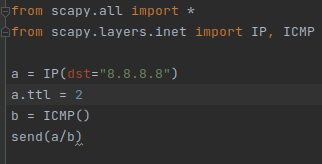 from scapy.all import *
from scapy.layers.inet import IP, ICMP
a = IP(dst="8.8.8.8")
a.ttl = 2
b = ICMP()
send(a/b)